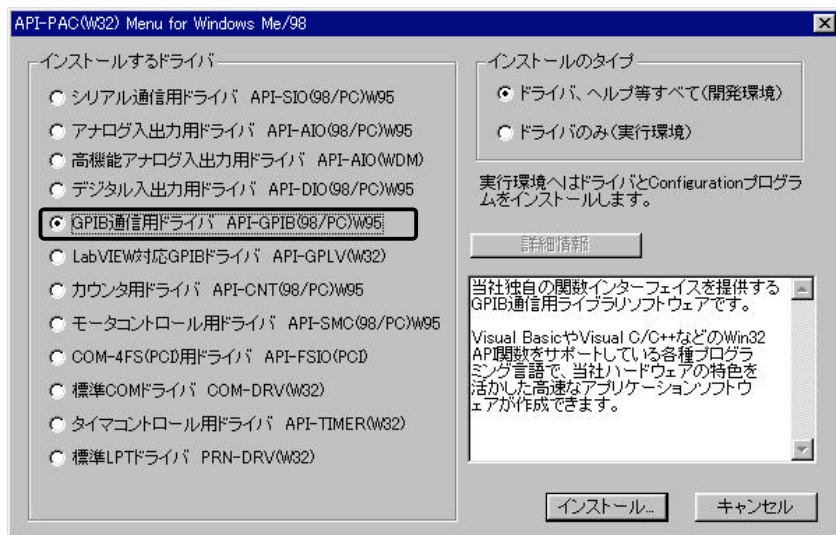 API-PAC(W32) Menu for Windows Me/98
インストールするドライバ
シリアル通信用ドライバ API-SIO(98/PC)W95
アナログ入出力用ドライバ API-AIO(98/PC)W95
高機能アナログ入出力用ドライバ API-AIO(WDM)
デジタル入出力用ドライバ API-DIO(98/PC)W95
GPIB通信用ドライバ API-GPIB(98/PC)W95
LabVIEW対応GPIBドライバ API-GPLV(W32)
カウンタ用ドライバ API-CNT(98/PC)W95
モータコントロール用ドライバ API-SMC(98/PC)W95
COM-4FS(PCI)用ドライバ API-FSIO(PCI)
標準COMドライバ COM-DRV(W32)
タイマコントロール用ドライバ API-TIMER(W32)
標準LPTドライバ PRN-DRV(W32)
インストールのタイプ
ドライバ、ヘルプ等すべて(開発環境)
ドライバのみ(実行環境)
実行環境へはドライバとConfigurationプログラ
ムをインストールします。
詳細情報
当社独自の関数インターフェイスを提供する
GPIB通信用ライブラリソフトウェアです。
Visual BasicやVisual C/C++などのWin32
API関数をサポートしている各種プログラ
ミング言語で、当社ハードウェアの特色を
活かした高速なアプリケーションソフトウ
ェアが作成できます。
インストール...
キャンセル